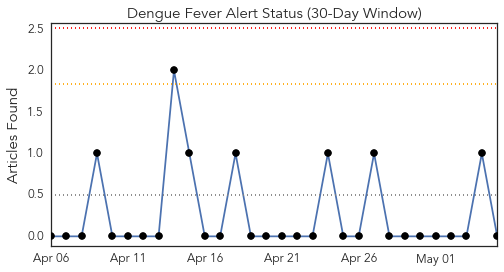 Dengue Fever Alert Status (30-Day Window)
Articles Found
2.5
2.0
1.5
1.0
0.5
0.0
Apr 06
Apr 11
Apr 16
Apr 21
Apr 26
May 01